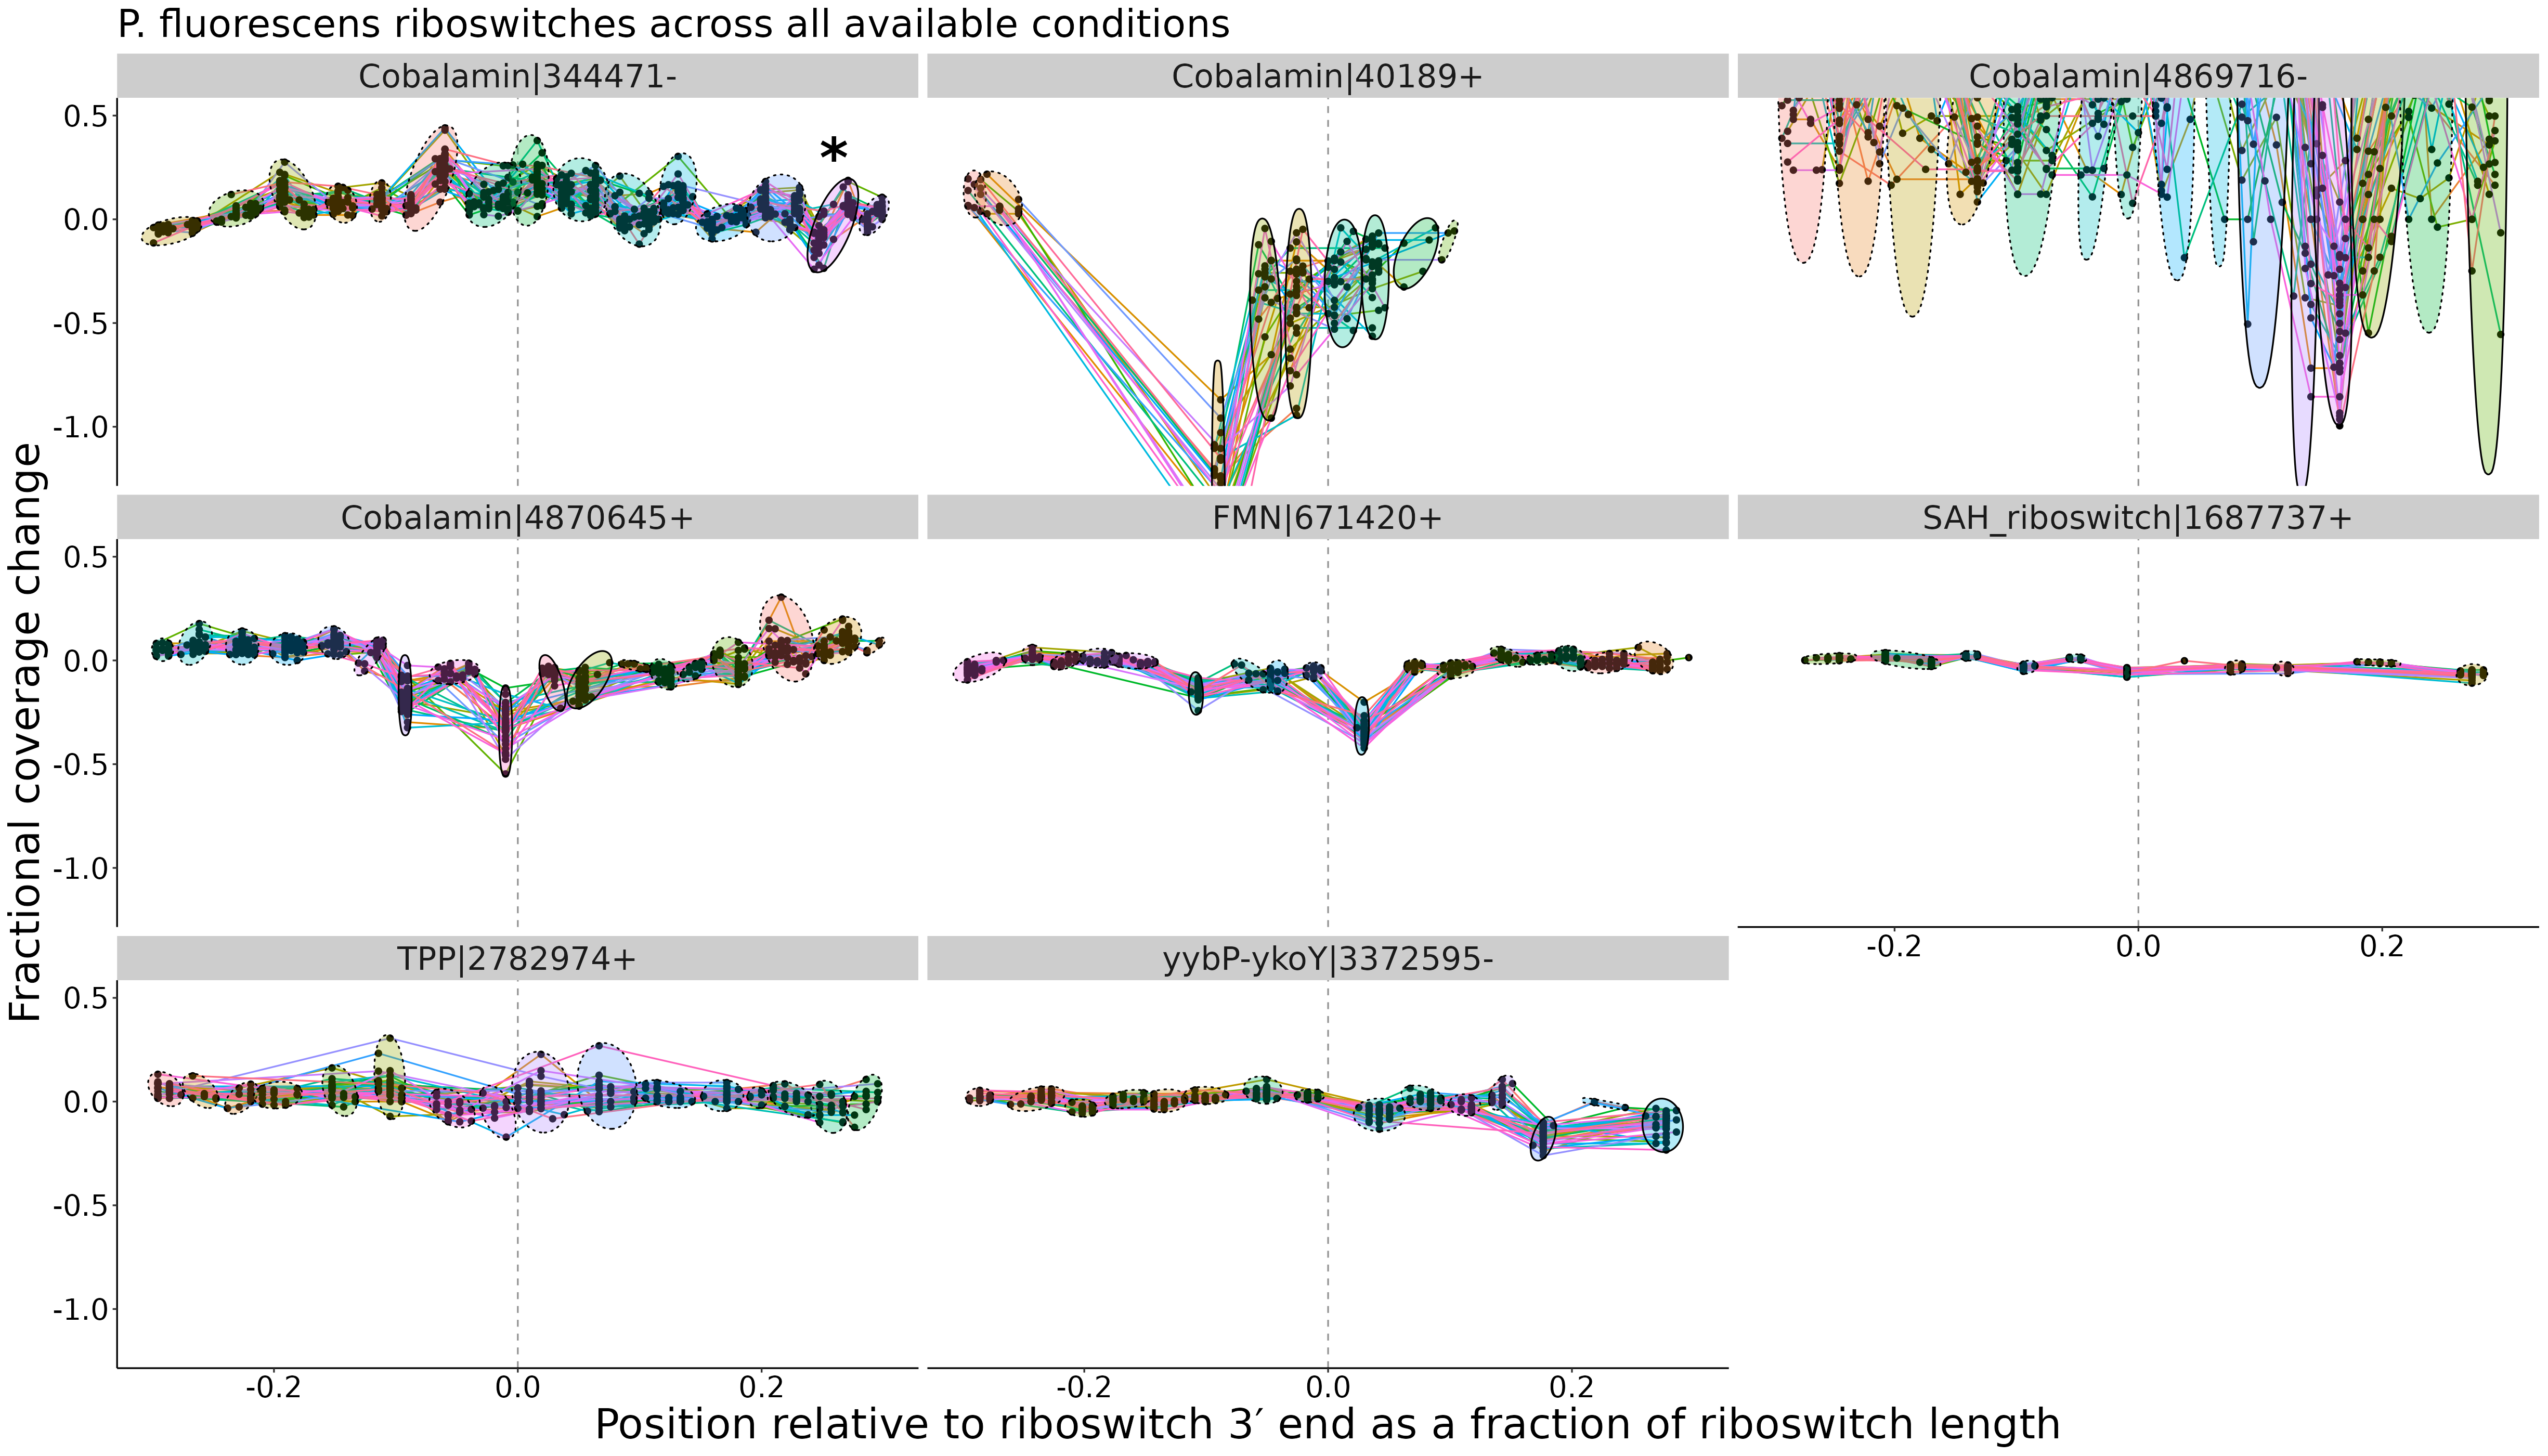 P. fluorescens riboswitches across all available conditions
Cobalamin|344471-
Cobalamin|40189+
Cobalamin|4869716-
0.5
0.0
-0.5
-1.0
*
Cobalamin|4870645+
FMN|671420+
SAH_riboswitch|1687737+
0.5
0.0
-0.5
-1.0
-0.2 0.0 0.2
TPP|2782974+
yybP-ykoY|3372595-
0.5
0.0
-0.5
-1.0
-0.2 0.0 0.2
-0.2 0.0 0.2
Fractional coverage change
Position relative to riboswitch 3′ end as a fraction of riboswitch length